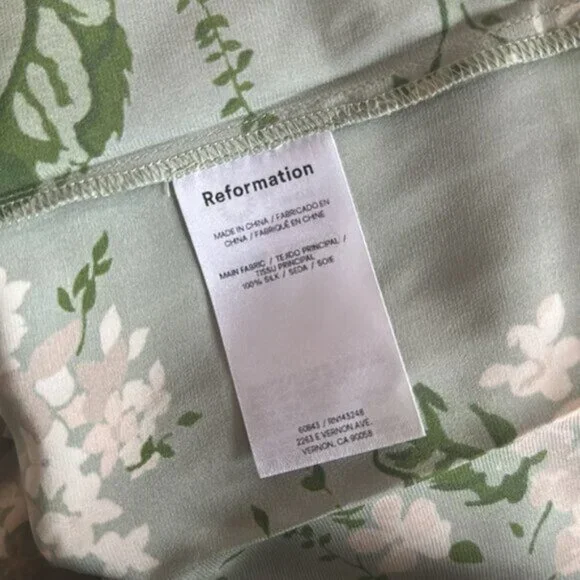 Reformation
MADE IN CHINA / FABRICADO EN
CHINA / FABRIQUÉ EN CHINE
MAIN FABRIC / TEJIDO PRINCIPAL /
TISSU PRINCIPAL
100% SILK / SEDA / SOIE
60843 / RN143248
2263 E VERNON AVE.
VERNON, CA 90058